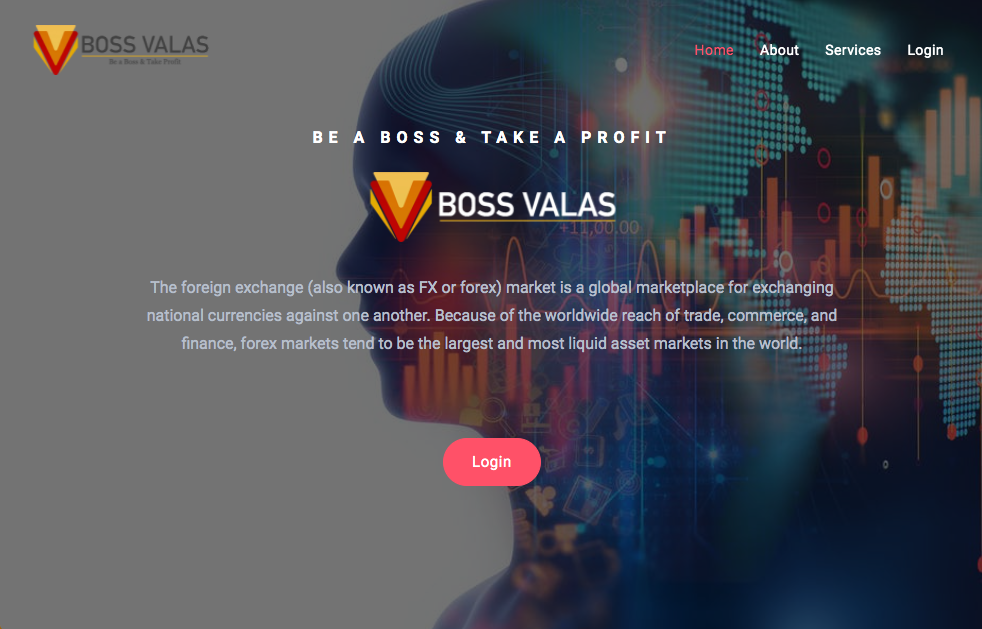 BOSS VALAS
Be a Boss & Take Profit
Home About Services Login
BE A BOSS & TAKE A PROFIT
BOSS VALAS
+11,00.00
The foreign exchange (also known as FX or forex) market is a global marketplace for exchanging
national currencies against one another. Because of the worldwide reach of trade, commerce, and
finance, forex markets tend to be the largest and most liquid asset markets in the world.
Login